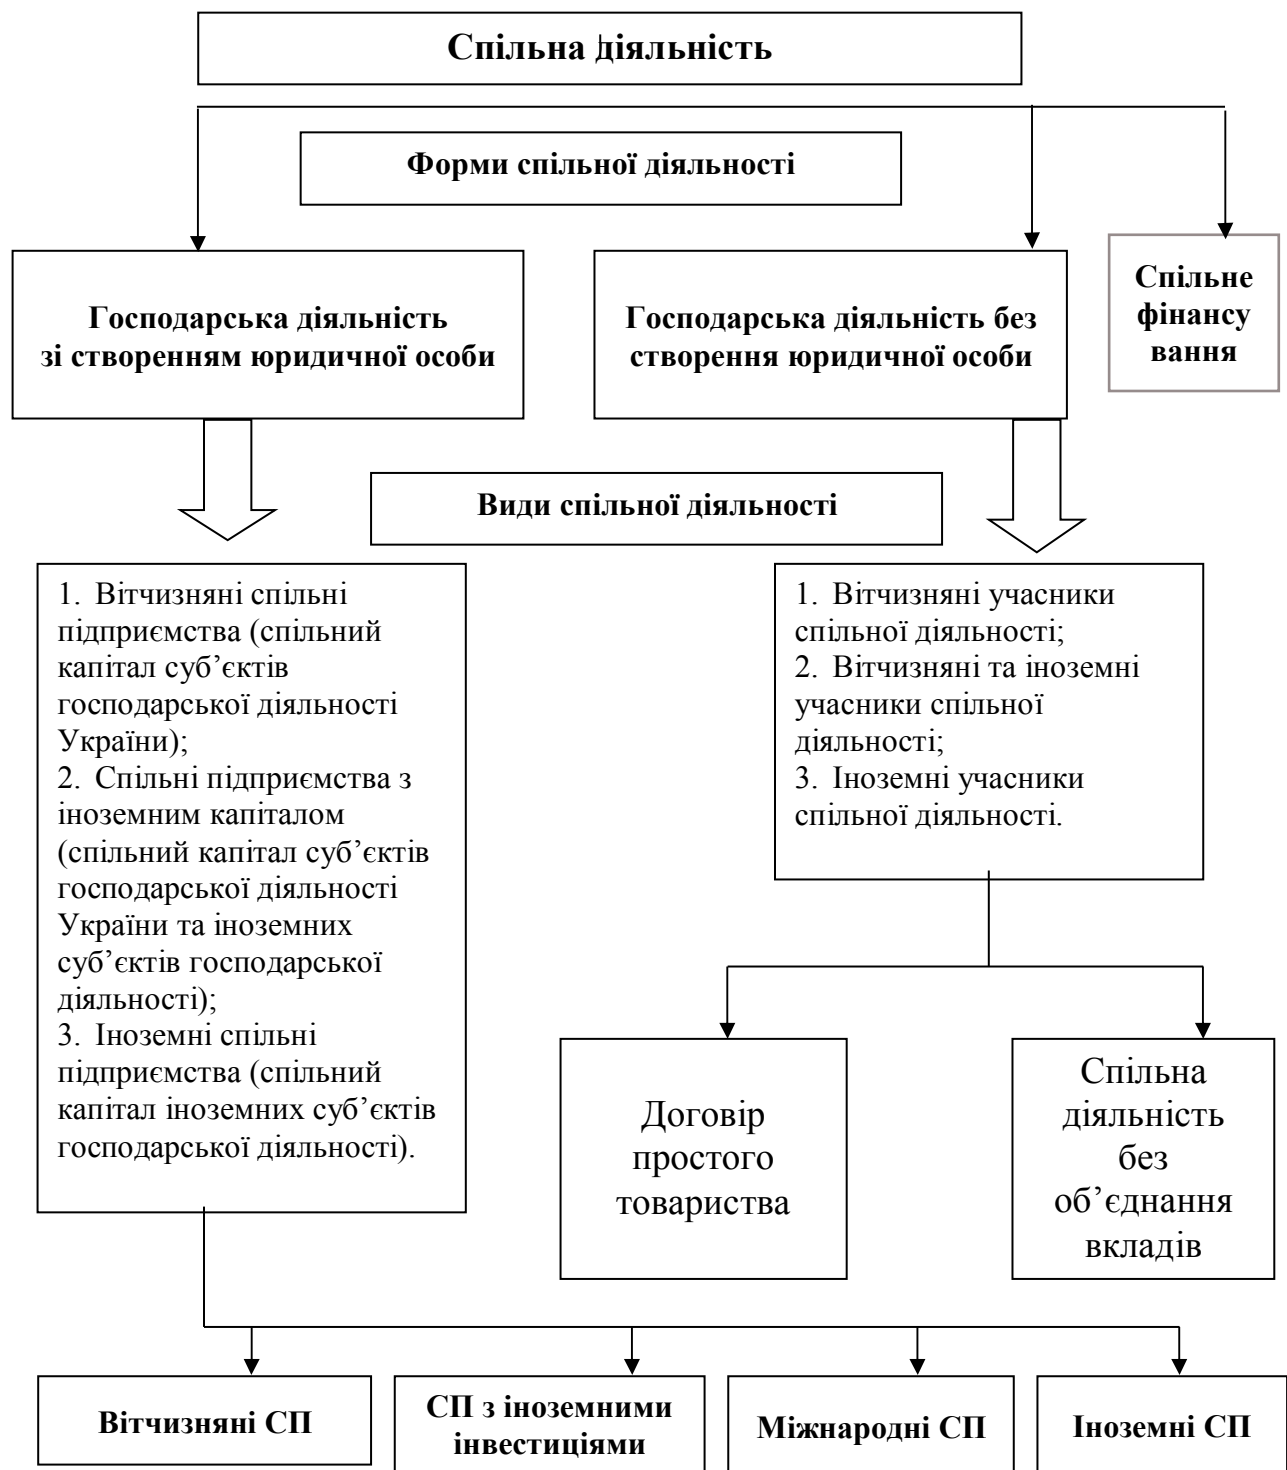 Спільна діяльність
Форми спільної діяльності
Господарська діяльність
зі створенням юридичної особи
Господарська діяльність без
створення юридичної особи
Спільне
фінансу
вання
Види спільної діяльності
1. Вітчизняні спільні
підприємства (спільний
капітал суб’єктів
господарської діяльності
України);
2. Спільні підприємства з
іноземним капіталом
(спільний капітал суб’єктів
господарської діяльності
України та іноземних
суб’єктів господарської
діяльності);
3. Іноземні спільні
підприємства (спільний
капітал іноземних суб’єктів
господарської діяльності).
1. Вітчизняні учасники
спільної діяльності;
2. Вітчизняні та іноземні
учасники спільної
діяльності;
3. Іноземні учасники
спільної діяльності.
Договір
простого
товариства
Спільна
діяльність
без
об’єднання
вкладів
Вітчизняні СП
СП з іноземними
інвестиціями
Міжнародні СП
Іноземні СП